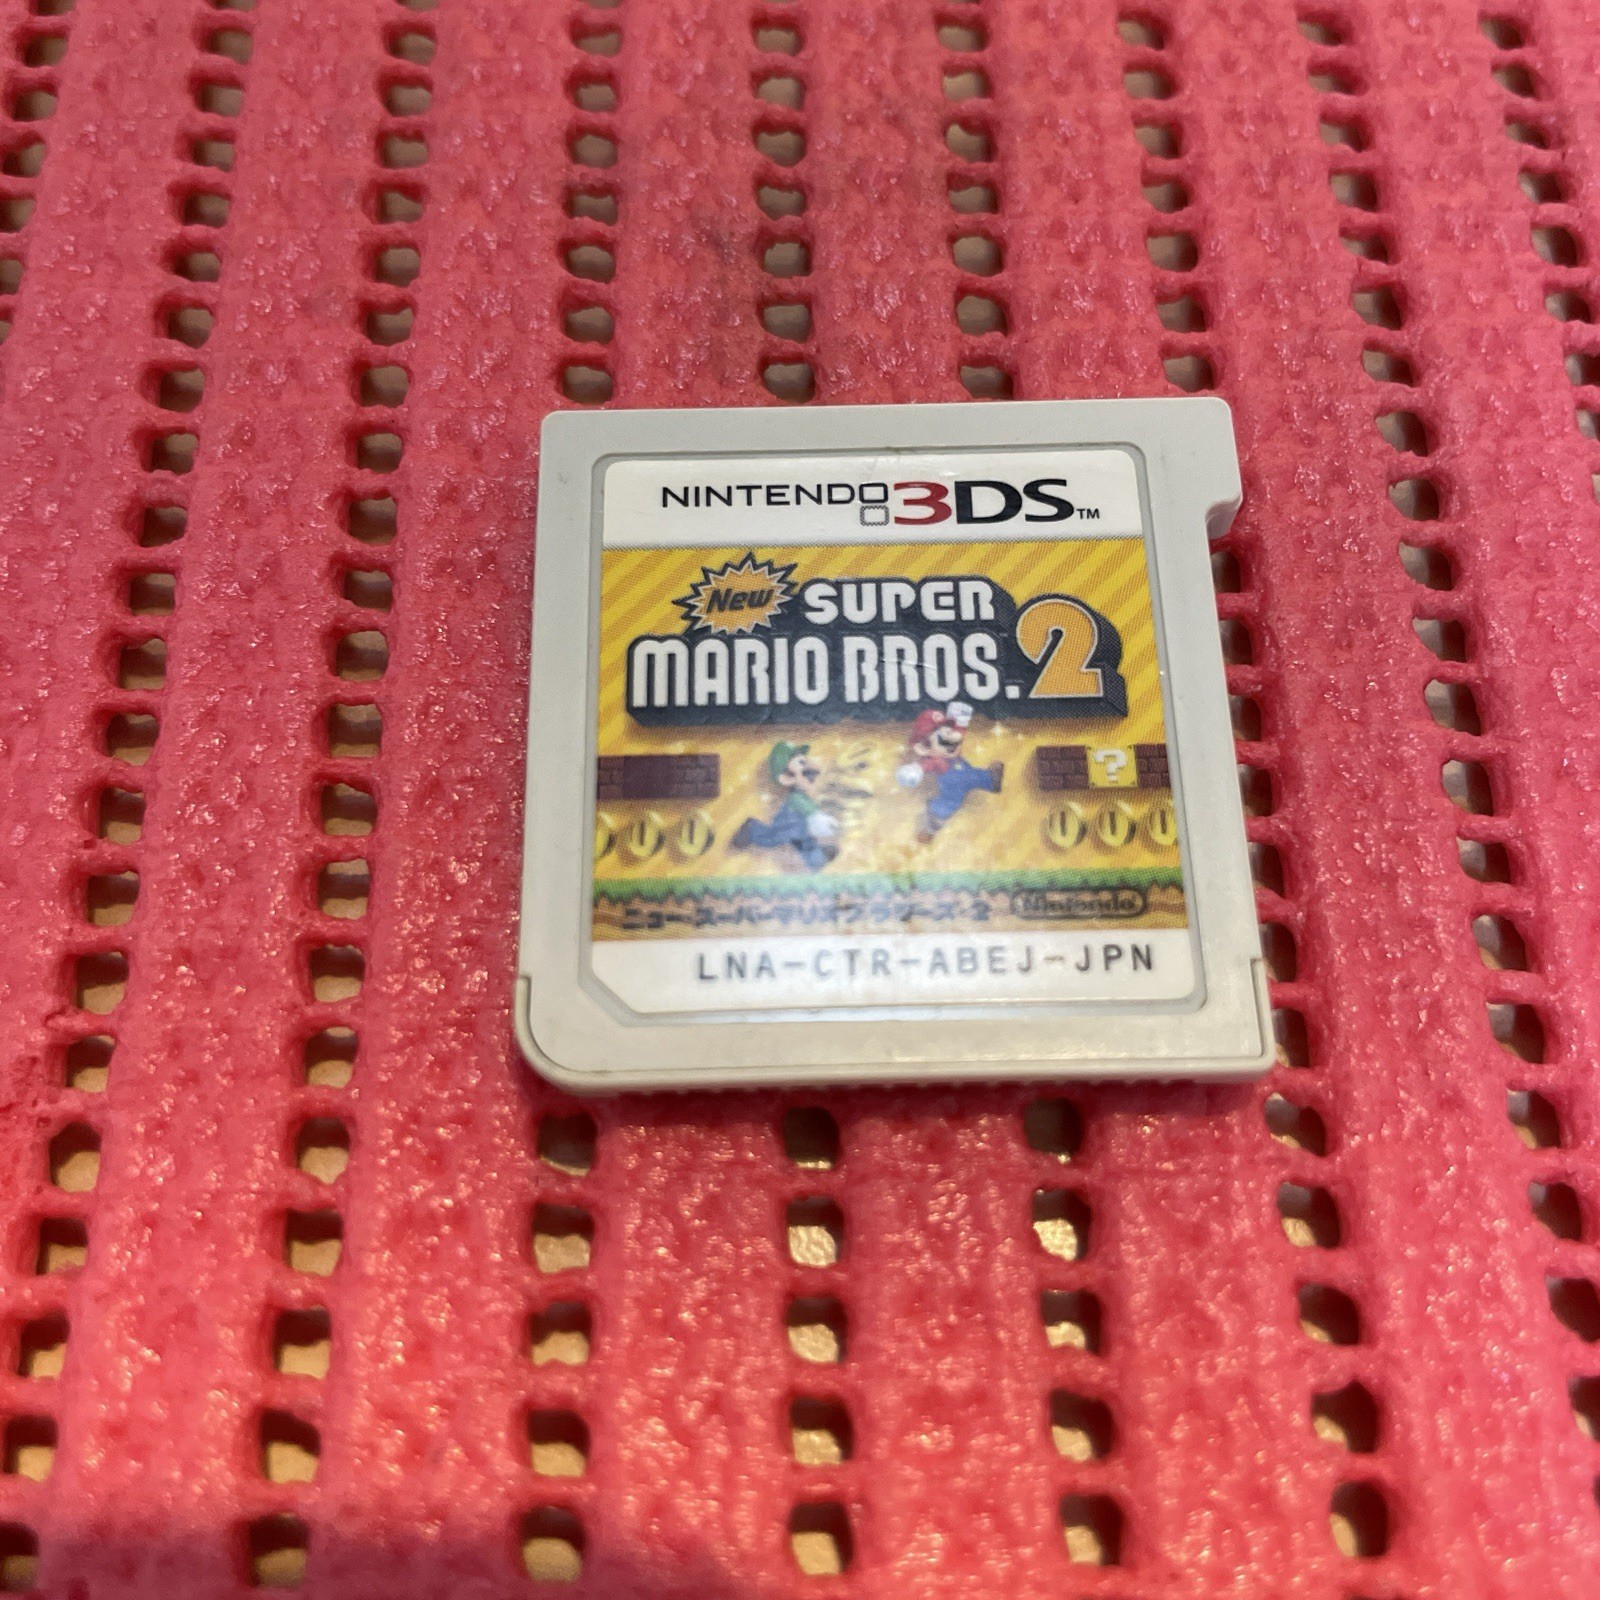 NINTENDO 3DS™
New SUPER
MARIO BROS.™ 2
?
ニュー・スーパーマリオブラザーズ・2 Nintendo
LNA-CTR-ABEJ-JPN